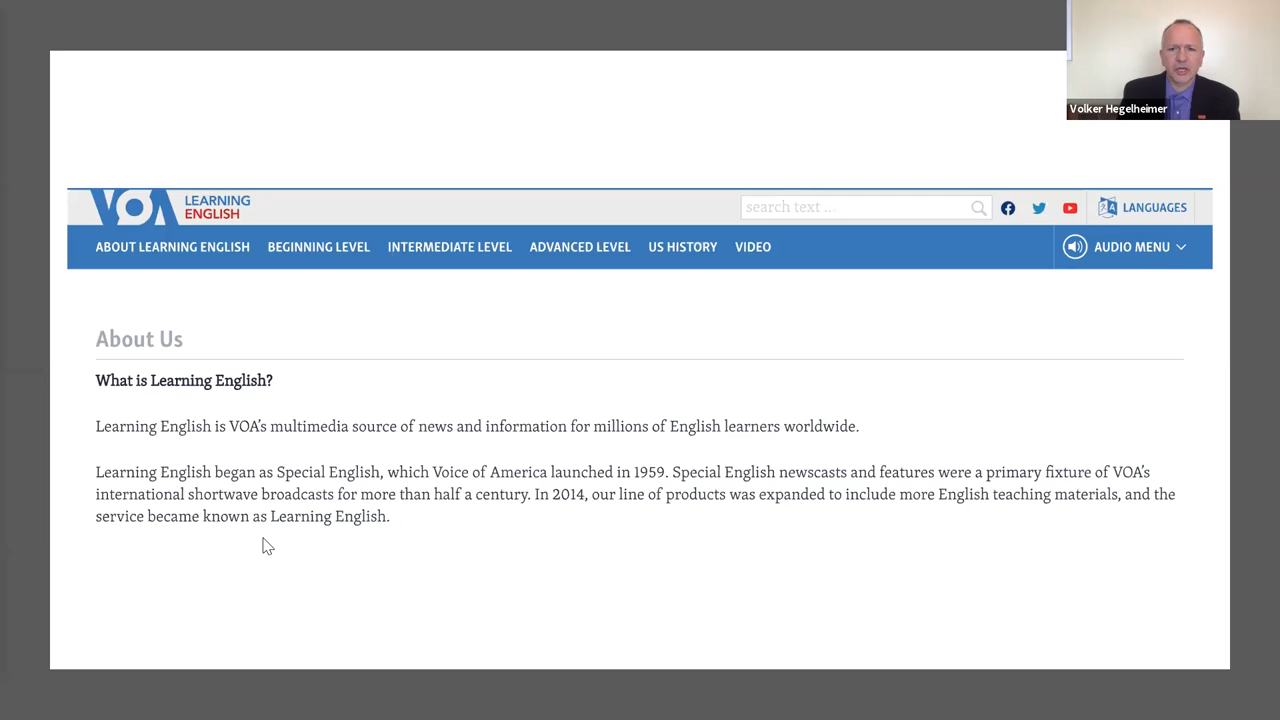 Volker Hegelheimer
VOA LEARNING
ENGLISH
search text ...
LANGUAGES
ABOUT LEARNING ENGLISH BEGINNING LEVEL INTERMEDIATE LEVEL ADVANCED LEVEL US HISTORY VIDEO AUDIO MENU
About Us
What is Learning English?
Learning English is VOA’s multimedia source of news and information for millions of English learners worldwide.
Learning English began as Special English, which Voice of America launched in 1959. Special English newscasts and features were a primary fixture of VOA’s
international shortwave broadcasts for more than half a century. In 2014, our line of products was expanded to include more English teaching materials, and the
service became known as Learning English.